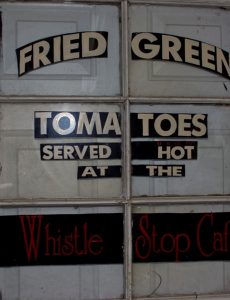 FRIED GREEN
TOMATOES
SERVED HOT
AT THE
Whistle Stop Caf